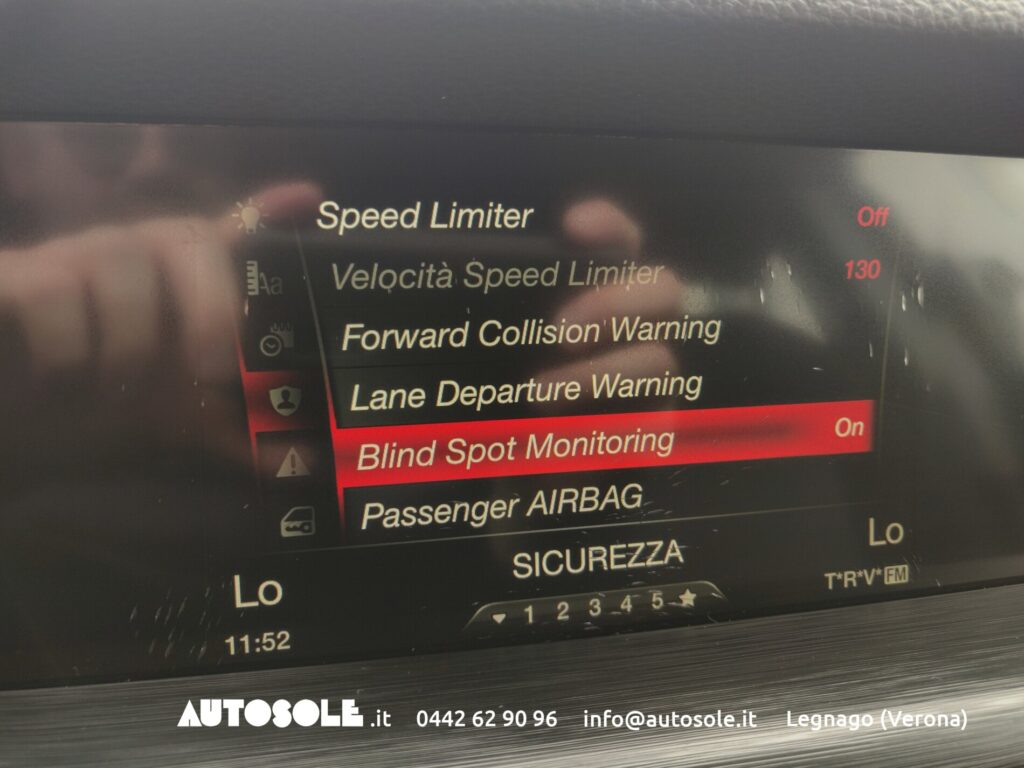 Speed Limiter Off
Aa Velocità Speed Limiter 130
Forward Collision Warning
Lane Departure Warning
Blind Spot Monitoring On
Passenger AIRBAG
SICUREZZA
Lo Lo
1 2 3 4 5 T*R*V* FM
11:52
AUTOSOLE.it 0442 62 90 96 info@autosole.it Legnago (Verona)